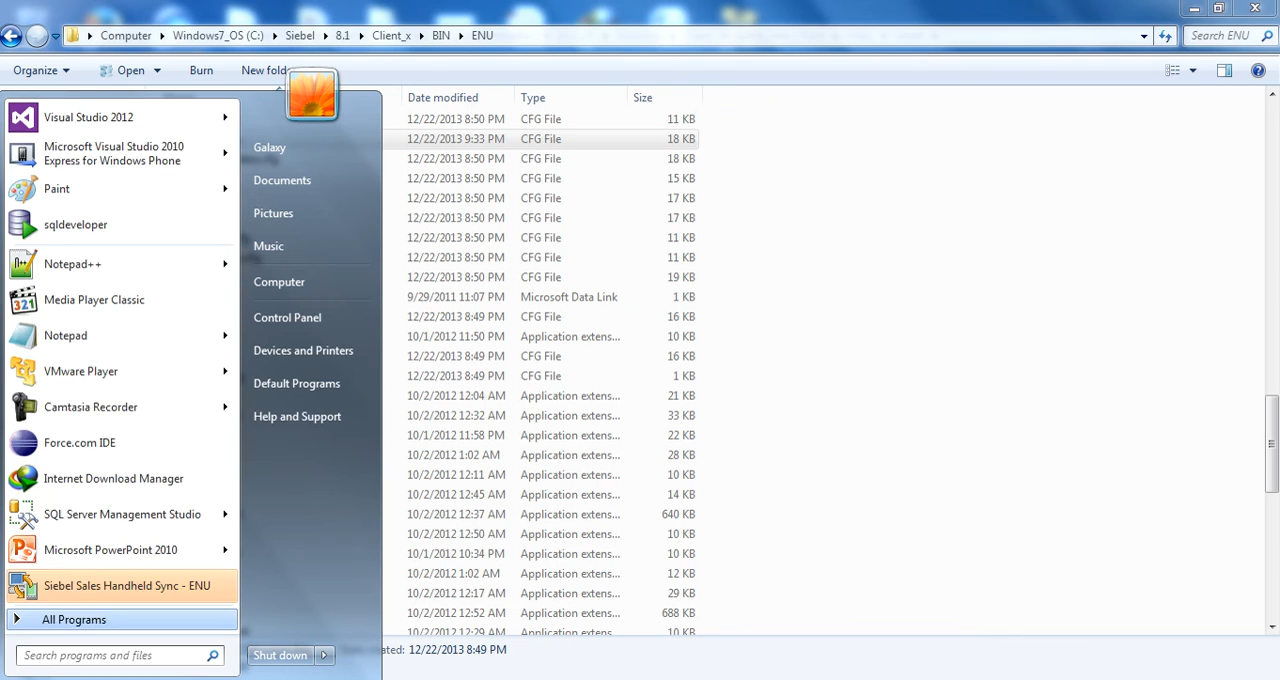 Computer Windows7_OS (C:) Siebel 8.1 Client_x BIN ENU Search ENU
Organize Open Burn New fold
Date modified Type Size
12/22/2013 8:50 PM CFG File 11 KB
12/22/2013 9:33 PM CFG File 18 KB
12/22/2013 8:50 PM CFG File 18 KB
12/22/2013 8:50 PM CFG File 15 KB
12/22/2013 8:50 PM CFG File 17 KB
12/22/2013 8:50 PM CFG File 17 KB
12/22/2013 8:50 PM CFG File 11 KB
12/22/2013 8:50 PM CFG File 11 KB
12/22/2013 8:50 PM CFG File 19 KB
9/29/2011 11:07 PM Microsoft Data Link 1 KB
12/22/2013 8:49 PM CFG File 16 KB
10/1/2012 11:50 PM Application extens... 10 KB
12/22/2013 8:49 PM CFG File 16 KB
12/22/2013 8:49 PM CFG File 1 KB
10/2/2012 12:04 AM Application extens... 21 KB
10/2/2012 12:32 AM Application extens... 33 KB
10/1/2012 11:58 PM Application extens... 22 KB
10/2/2012 1:02 AM Application extens... 28 KB
10/2/2012 12:11 AM Application extens... 10 KB
10/2/2012 12:45 AM Application extens... 14 KB
10/2/2012 12:37 AM Application extens... 640 KB
10/2/2012 12:50 AM Application extens... 10 KB
10/1/2012 10:34 PM Application extens... 10 KB
10/2/2012 1:02 AM Application extens... 12 KB
10/2/2012 12:17 AM Application extens... 29 KB
10/2/2012 12:52 AM Application extens... 688 KB
10/2/2012 12:29 AM Application extens 10 KB
ated: 12/22/2013 8:49 PM
Visual Studio 2012
Microsoft Visual Studio 2010
Express for Windows Phone
Paint
sqldeveloper
Notepad++
Media Player Classic
Notepad
VMware Player
Camtasia Recorder
Force.com IDE
Internet Download Manager
SQL Server Management Studio
Microsoft PowerPoint 2010
Siebel Sales Handheld Sync - ENU
All Programs
Search programs and files
Galaxy
Documents
Pictures
Music
Computer
Control Panel
Devices and Printers
Default Programs
Help and Support
Shut down